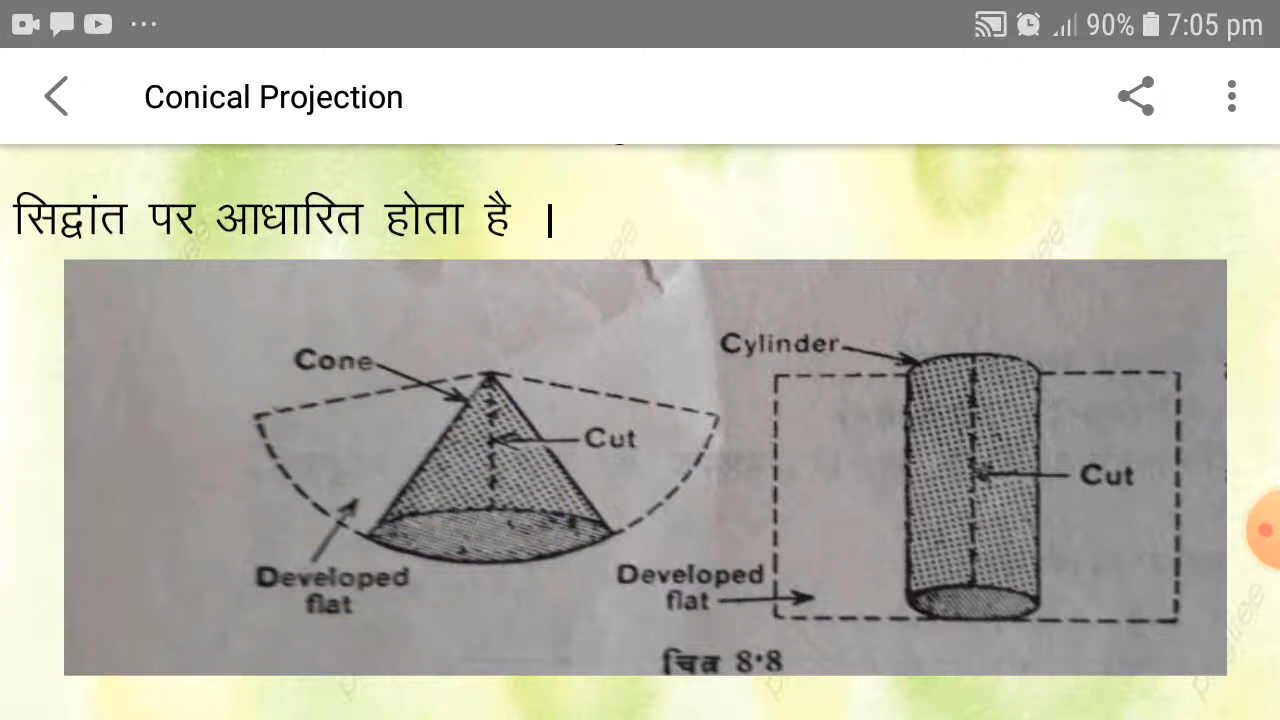 90% 7:05 pm
Conical Projection
सिद्वांत पर आधारित होता है ।
Cone
Cut
Developed
flat
Cylinder
Cut
Developed
flat
चित्र 8·8